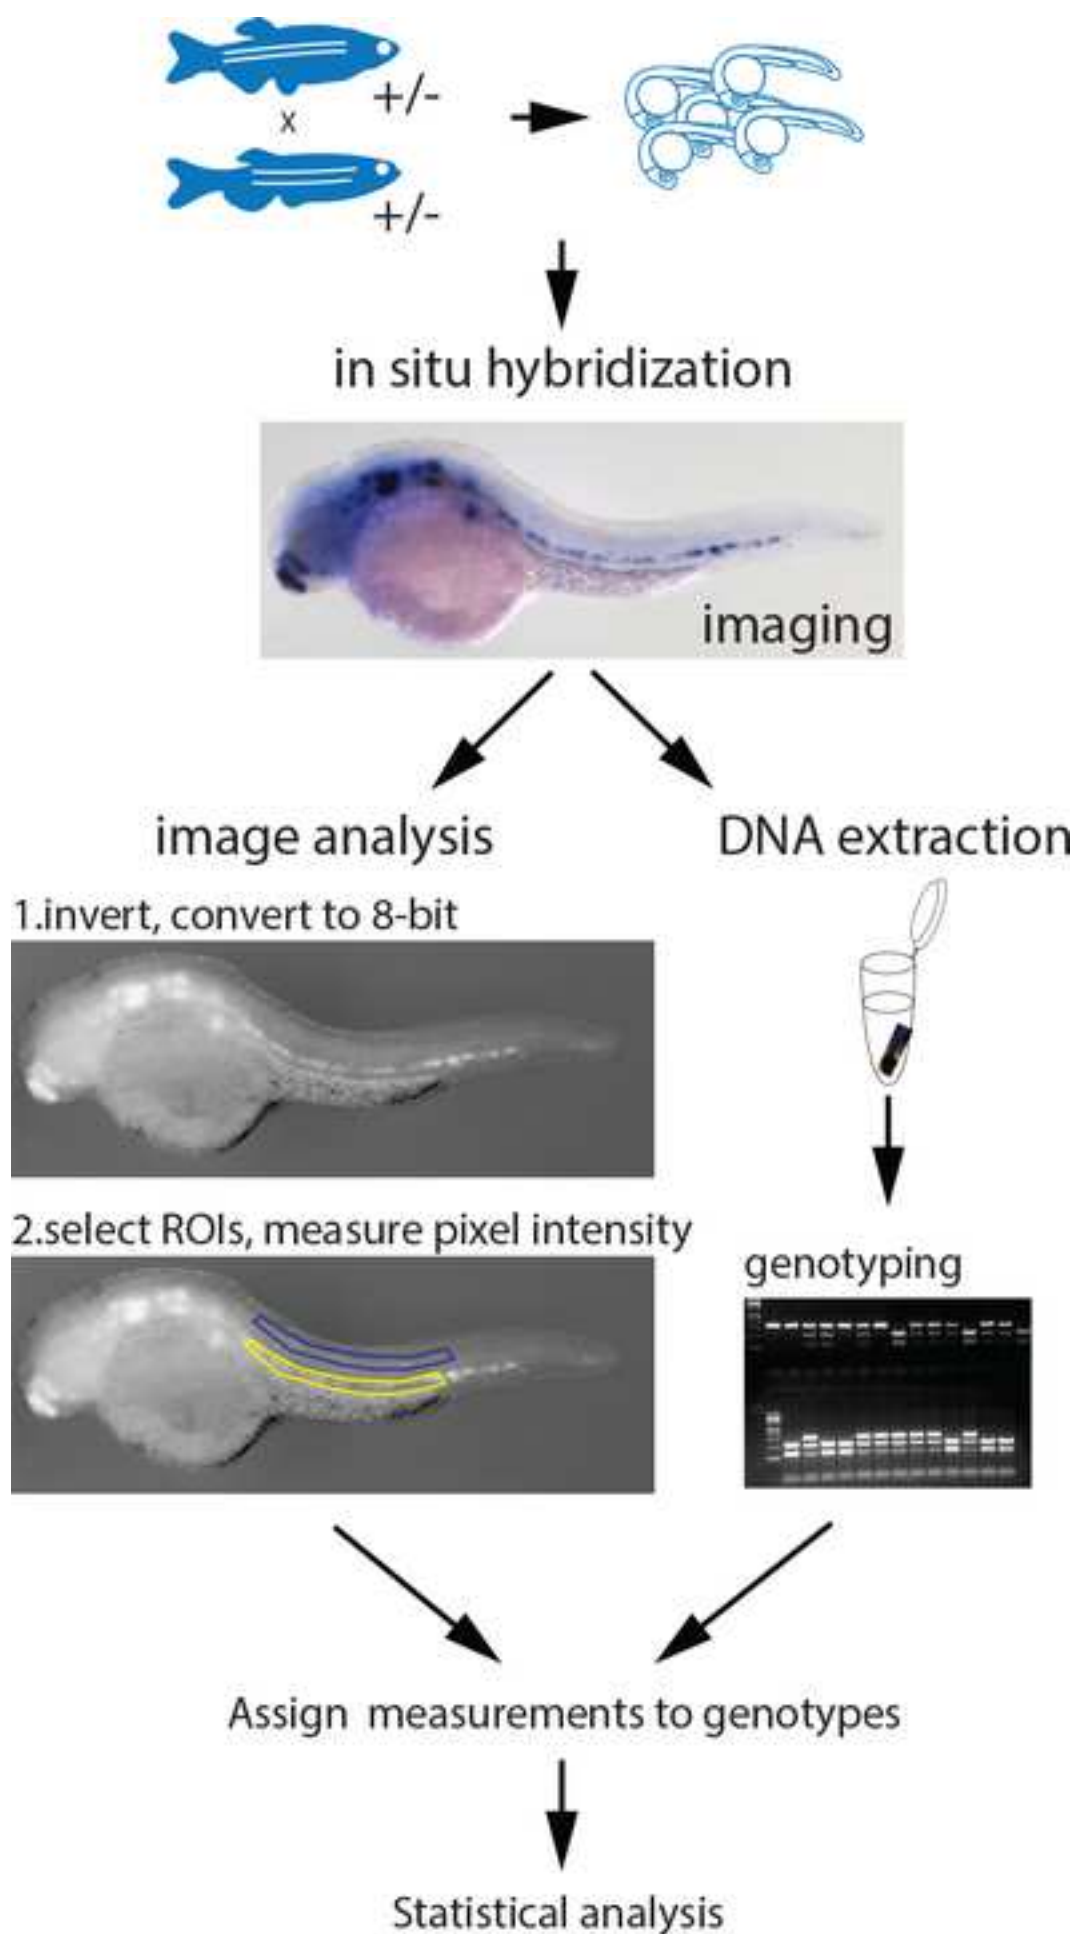 +/-
x
+/-
in situ hybridization
imaging
image analysis
DNA extraction
1.invert, convert to 8-bit
2.select ROIs, measure pixel intensity
genotyping
Assign measurements to genotypes
Statistical analysis